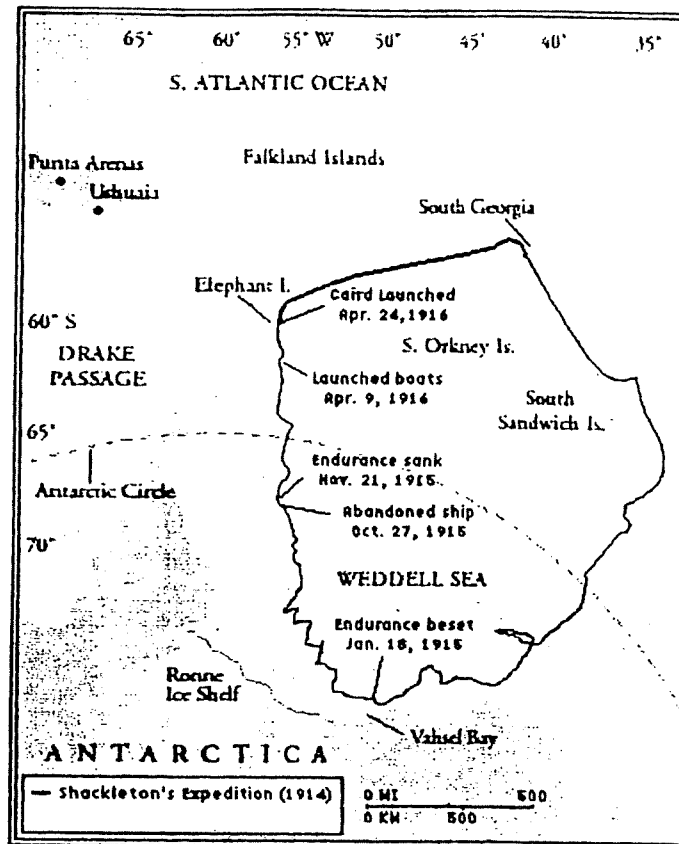 65° 60° 55° W 50° 45° 40° 35°
S. ATLANTIC OCEAN
Falkland Islands
Punta Arenas
Ushuaia
South Georgia
Elephant I.
Caird Launched
Apr. 24, 1916
60° S
S. Orkney Is.
DRAKE
PASSAGE
Launched boats
Apr. 9, 1916
South
Sandwich Is.
65°
Endurance sank
Nov. 21, 1915
Antarctic Circle
Abandoned ship
Oct. 27, 1915
70°
WEDDELL SEA
Endurance beset
Jan. 18, 1915
Ronne
Ice Shelf
Vahsel Bay
ANTARCTICA
Shackleton's Expedition (1914)
0 MI 500
0 KM 500